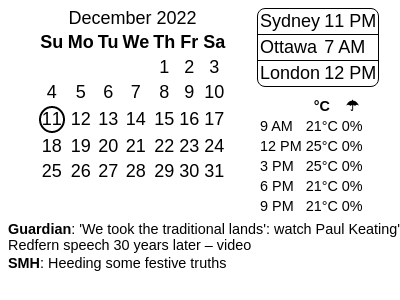 December 2022
Su Mo Tu We Th Fr Sa
1 2 3
4 5 6 7 8 9 10
11 12 13 14 15 16 17
18 19 20 21 22 23 24
25 26 27 28 29 30 31
Sydney 11 PM
Ottawa 7 AM
London 12 PM
°C ☂
9 AM 21°C 0%
12 PM 25°C 0%
3 PM 25°C 0%
6 PM 21°C 0%
9 PM 21°C 0%
Guardian: 'We took the traditional lands': watch Paul Keating'
Redfern speech 30 years later – video
SMH: Heeding some festive truths